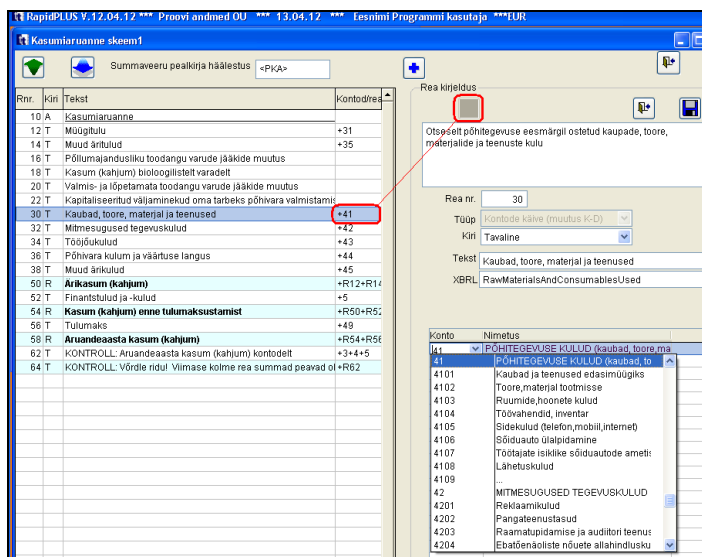 RapidPLUS V.12.04.12 *** Proovi andmed OU *** 13.04.12 *** Eesnimi Programmi kasutaja ***EUR
Kasumiaruanne skeem1
Summaveeru pealkirja häälestus <PKA>
Rnr. Kiri Tekst Kontod/rea
10 A Kasumiaruanne
12 T Müügitulu +31
14 T Muud äritulud +35
16 T Põllumajandusliku toodangu varude jääkide muutus
18 T Kasum (kahjum) bioloogilistelt varadelt
20 T Valmis- ja lõpetamata toodangu varude jääkide muutus
22 T Kapitaliseeritud väljaminekud oma tarbeks põhivara valmistamis
30 T Kaubad, toore, materjal ja teenused +41
32 T Mitmesugused tegevuskulud +42
34 T Tööjõukulud +43
36 T Põhivara kulum ja väärtuse langus +44
38 T Muud ärikulud +45
50 R Ärikasum (kahjum) +R12+R14
52 T Finantstulud ja -kulud +5
54 R Kasum (kahjum) enne tulumaksustamist +R50+R52
56 T Tulumaks +49
58 R Aruandeaasta kasum (kahjum) +R54+R56
62 T KONTROLL: Aruandeaasta kasum (kahjum) kontodelt +3+4+5
64 T KONTROLL: Võrdle ridu! Viimase kolme rea summad peavad ol +R62
Rea kirjeldus
Otseselt põhitegevuse eesmärgil ostetud kaupade, toore,
materjalide ja teenuste kulu
Rea nr. 30
Tüüp Kontode käive (muutus K-D)
Kiri Tavaline
Tekst Kaubad, toore, materjal ja teenused
XBRL RawMaterialsAndConsumablesUsed
Konto Nimetus
41 PÕHITEGEVUSE KULUD (kaubad, toore,ma
41 PÕHITEGEVUSE KULUD (kaubad, to
4101 Kaubad ja teenused edasimüügiks
4102 Toore,materjal tootmisse
4103 Ruumide,hoonete kulud
4104 Töövahendid, inventar
4105 Sidekulud (telefon,mobiil,internet)
4106 Sõiduauto ülalpidamine
4107 Töötajate isiklike sõiduautode ametis
4108 Lähetuskulud
4109 ...
42 MITMESUGUSED TEGEVUSKULUD
4201 Reklaamikulud
4202 Pangateenustasud
4203 Raamatupidamise ja audiitori teenus
4204 Ebatõenäoliste nõuete allahindlusku